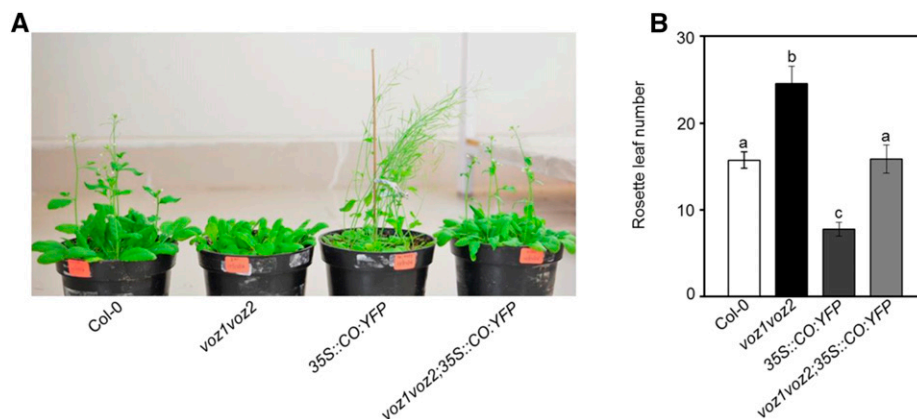 A
Col-0
voz1voz2
35S::CO:YFP
voz1voz2;35S::CO:YFP
B
Rosette leaf number
30
20
10
0
a
b
c
a
Col-0
voz1voz2
35S::CO:YFP
voz1voz2;35S::CO:YFP